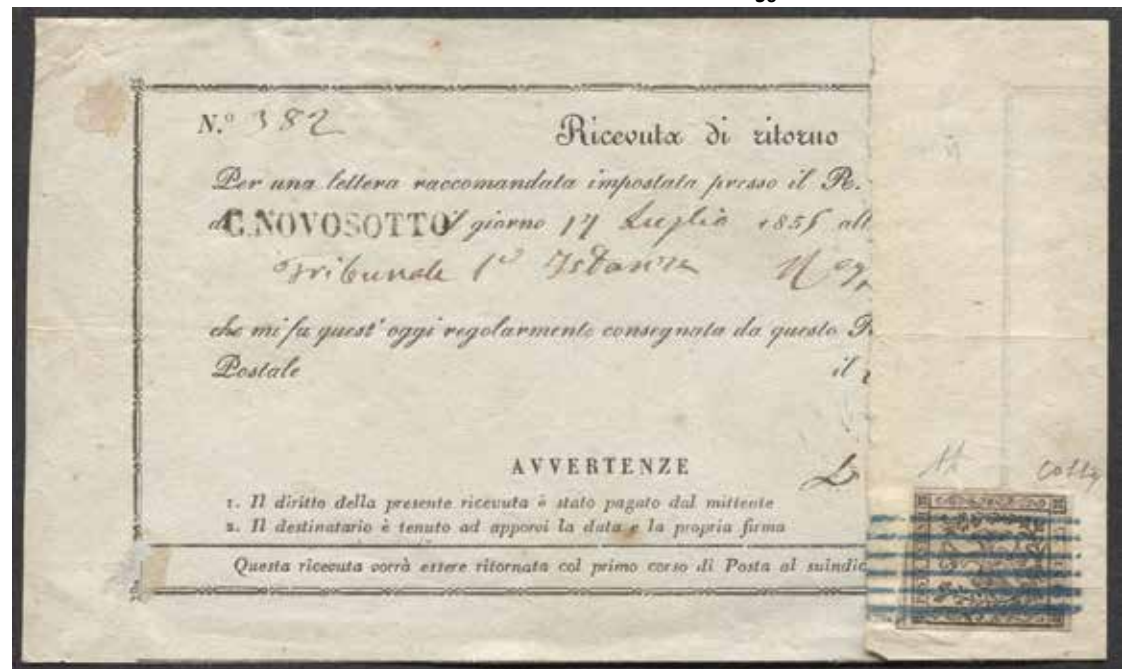 N.º 382
Ricevuta di ritorno
Per una lettera raccomandata impostata presso il R.
C. NOVOSOTTO il giorno 17 Luglio 1855 all
Tribunale 1ª Istanza
che mi fu quest' oggi regolarmente consegnata da questo
Postale il
AVVERTENZE
1. Il diritto della presente ricevuta è stato pagato dal mittente
2. Il destinatario è tenuto ad apporvi la data e la propria firma
Questa ricevuta vorrà essere ritornata col primo corso di Posta al suindic